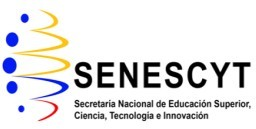 SENESCYT
Secretaría Nacional de Educación Superior,
Ciencia, Tecnología e Innovación